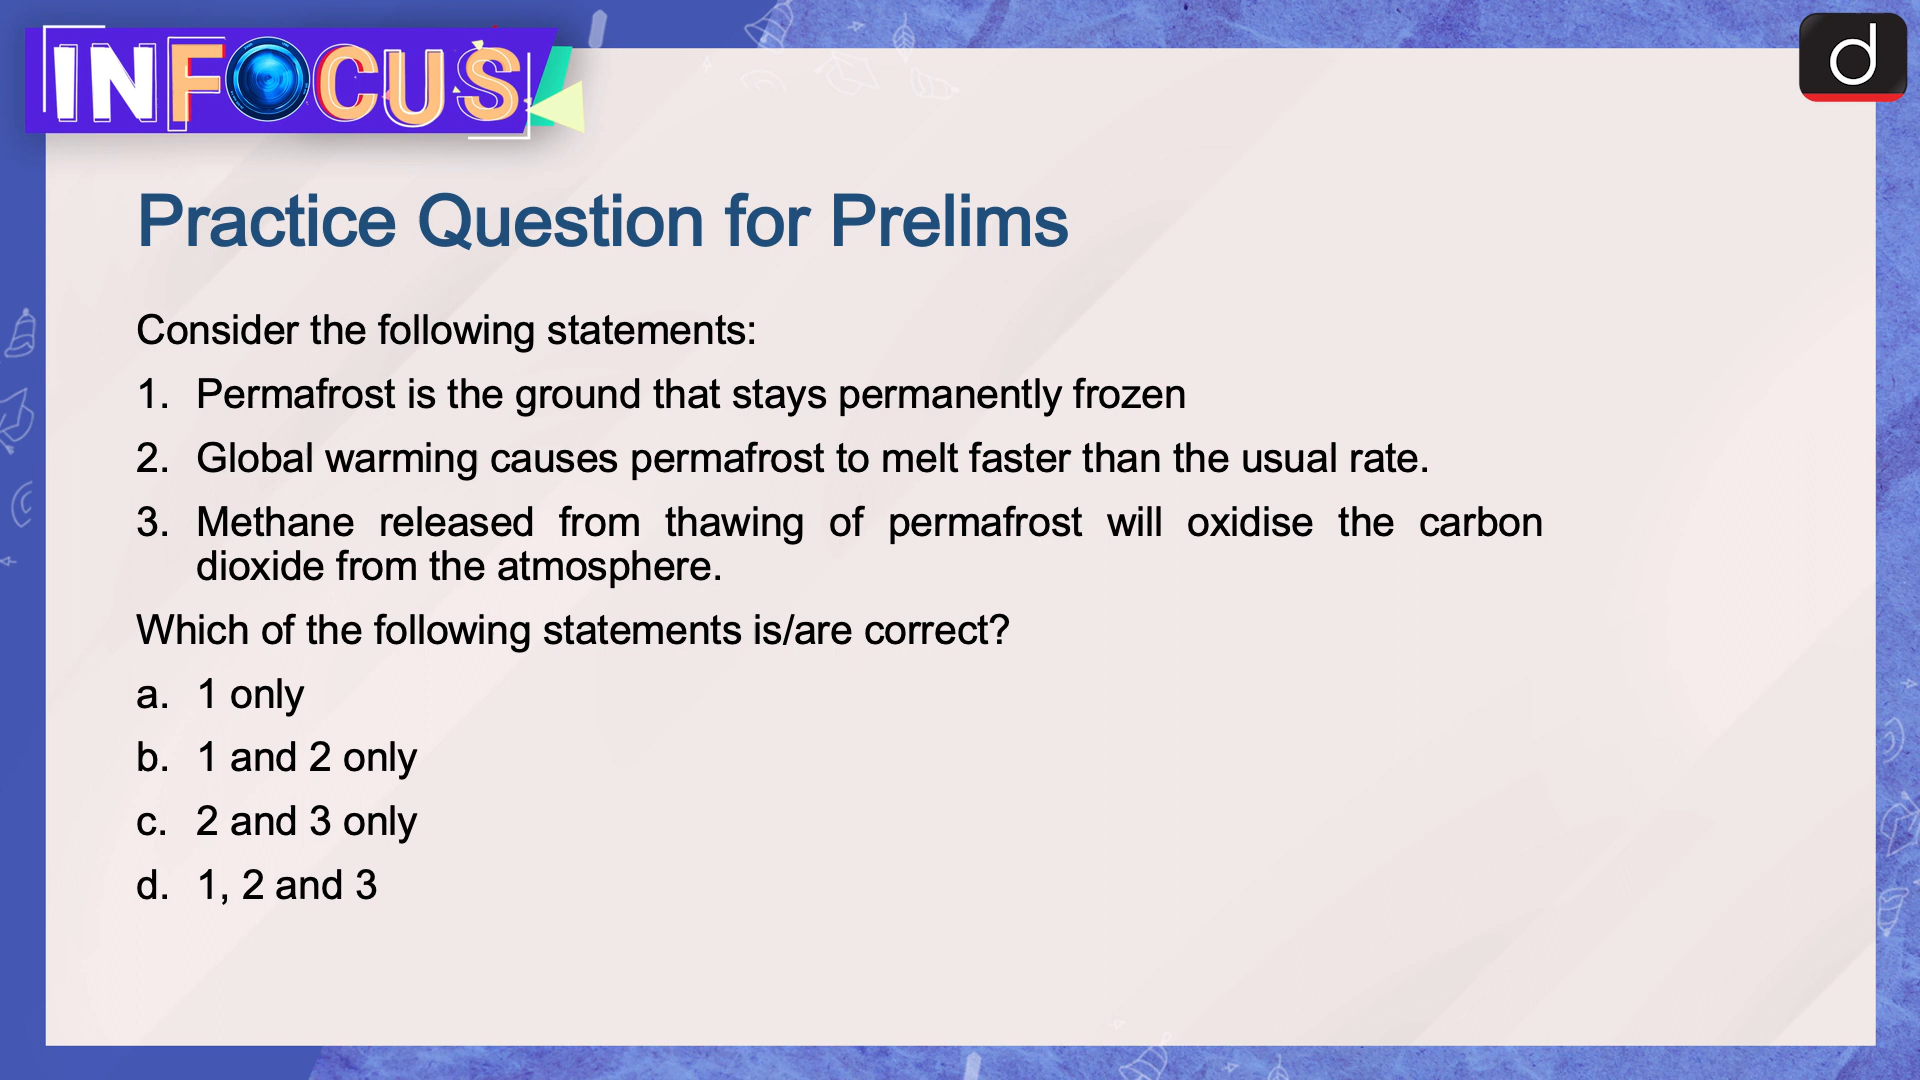 INFOCUS
d
Practice Question for Prelims
Consider the following statements:
1. Permafrost is the ground that stays permanently frozen
2. Global warming causes permafrost to melt faster than the usual rate.
3. Methane released from thawing of permafrost will oxidise the carbon
dioxide from the atmosphere.
Which of the following statements is/are correct?
a. 1 only
b. 1 and 2 only
c. 2 and 3 only
d. 1, 2 and 3